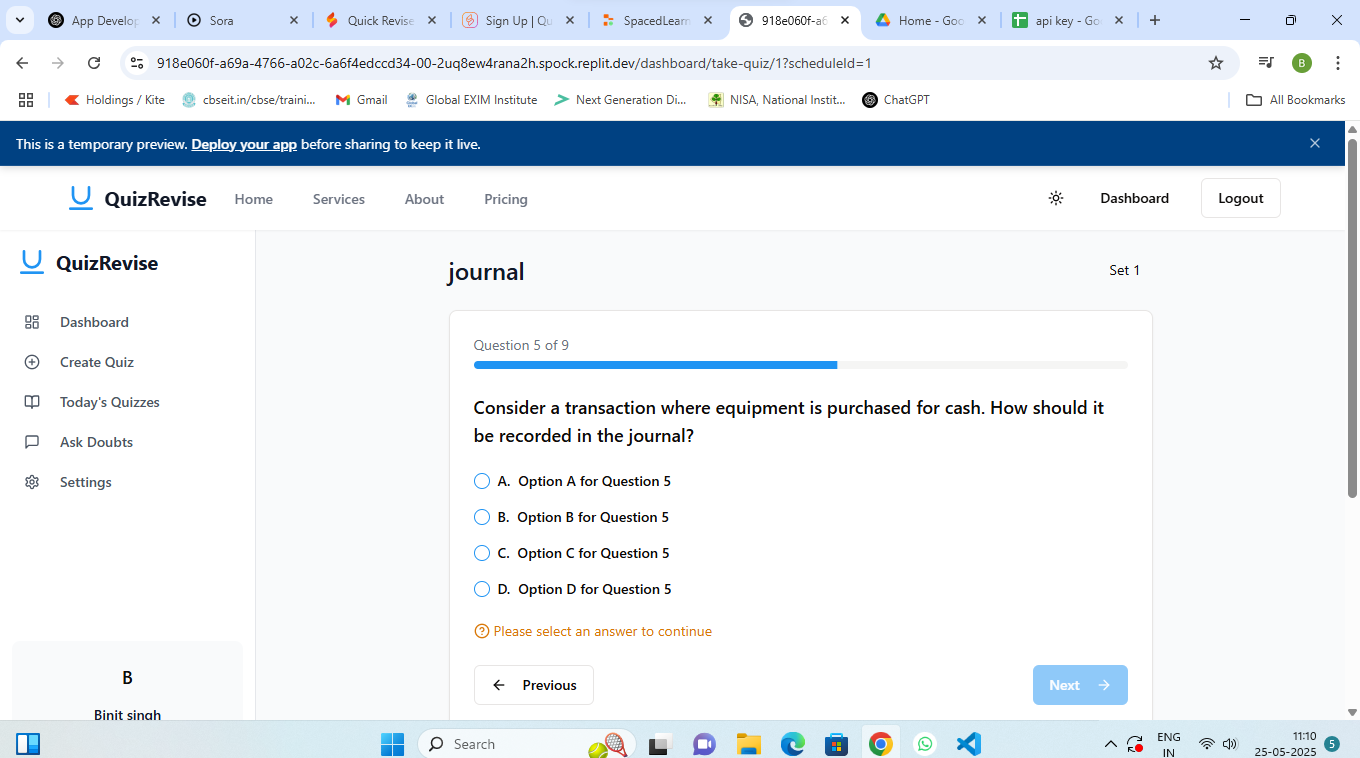 App Develop
Sora
Quick Revise
Sign Up | Qu
SpacedLearn
918e060f-a6
Home - Goo
api key - Go
918e060f-a69a-4766-a02c-6a6f4edccd34-00-2uq8ew4rana2h.spock.replit.dev/dashboard/take-quiz/1?scheduleId=1
B
Holdings / Kite
cbseit.in/cbse/traini...
Gmail
Global EXIM Institute
Next Generation Di...
NISA, National Instit...
ChatGPT
All Bookmarks
This is a temporary preview. Deploy your app before sharing to keep it live.
QuizRevise
Home
Services
About
Pricing
Dashboard
Logout
QuizRevise
Dashboard
Create Quiz
Today's Quizzes
Ask Doubts
Settings
B
Binit singh
journal
Set 1
Question 5 of 9
Consider a transaction where equipment is purchased for cash. How should it
be recorded in the journal?
A. Option A for Question 5
B. Option B for Question 5
C. Option C for Question 5
D. Option D for Question 5
Please select an answer to continue
Previous
Next
Search
ENG
IN
11:10
25-05-2025
5